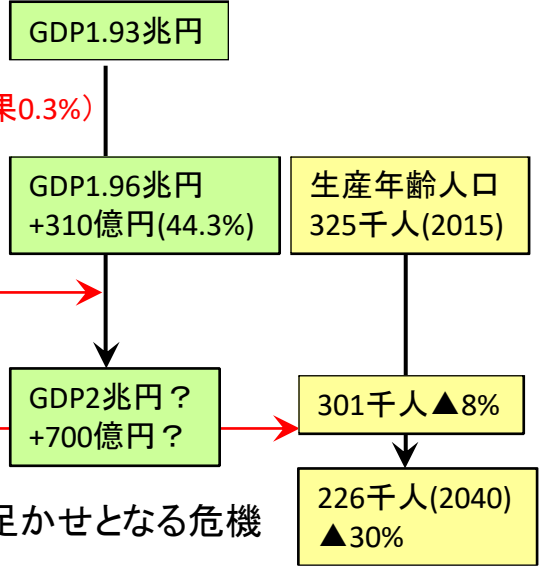 GDP1.93兆円
果0.3%）
GDP1.96兆円
+310億円(44.3%)
生産年齢人口
325千人(2015)
GDP2兆円？
+700億円？
301千人▲8%
226千人(2040)
▲30%
足かせとなる危機